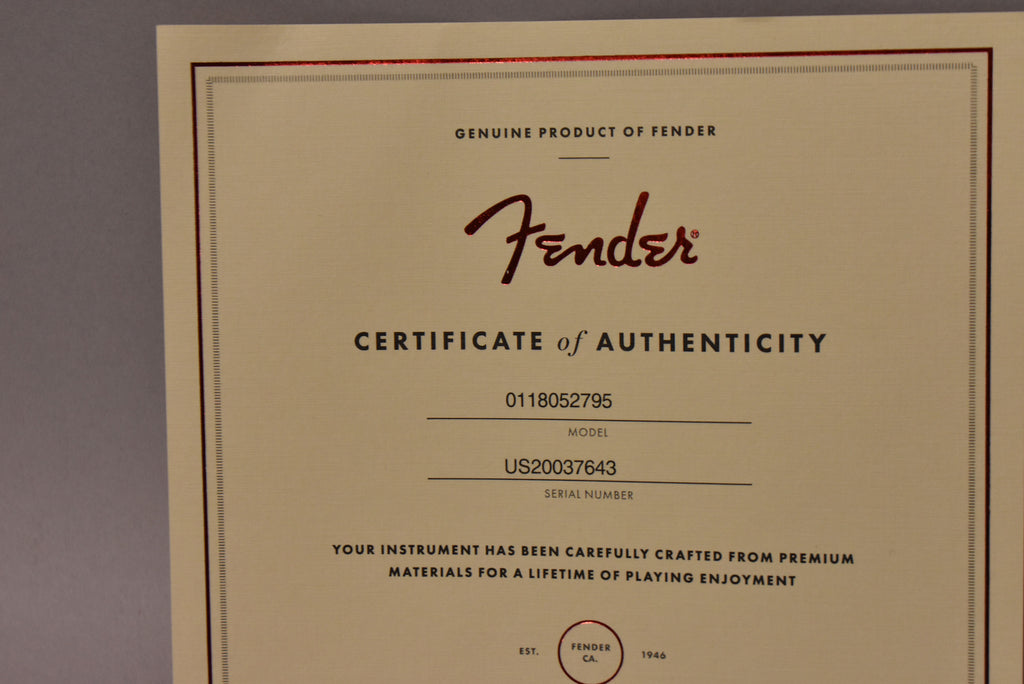 GENUINE PRODUCT OF FENDER
Fender®
CERTIFICATE of AUTHENTICITY
0118052795
MODEL
US20037643
SERIAL NUMBER
YOUR INSTRUMENT HAS BEEN CAREFULLY CRAFTED FROM PREMIUM
MATERIALS FOR A LIFETIME OF PLAYING ENJOYMENT
EST. FENDER CA. 1946